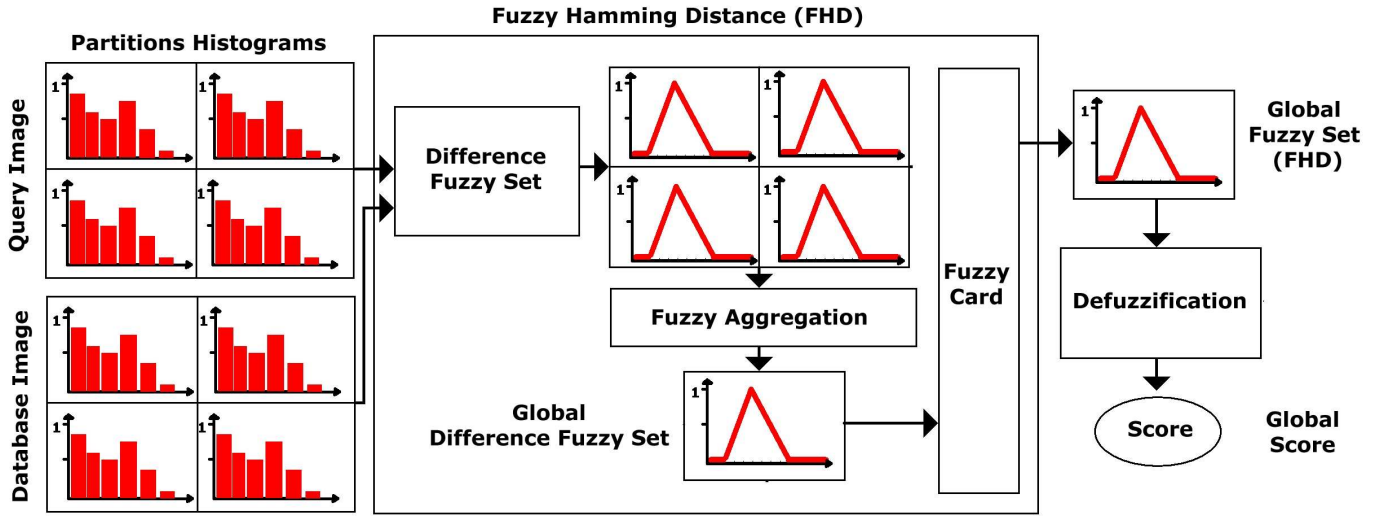 Fuzzy Hamming Distance (FHD)
Partitions Histograms
Query Image
1
1
1
1
Database Image
1
1
1
1
Difference
Fuzzy Set
1
1
1
1
Fuzzy Aggregation
Global
Difference Fuzzy Set
1
Fuzzy
Card
1
Global
Fuzzy Set
(FHD)
Defuzzification
Score
Global
Score